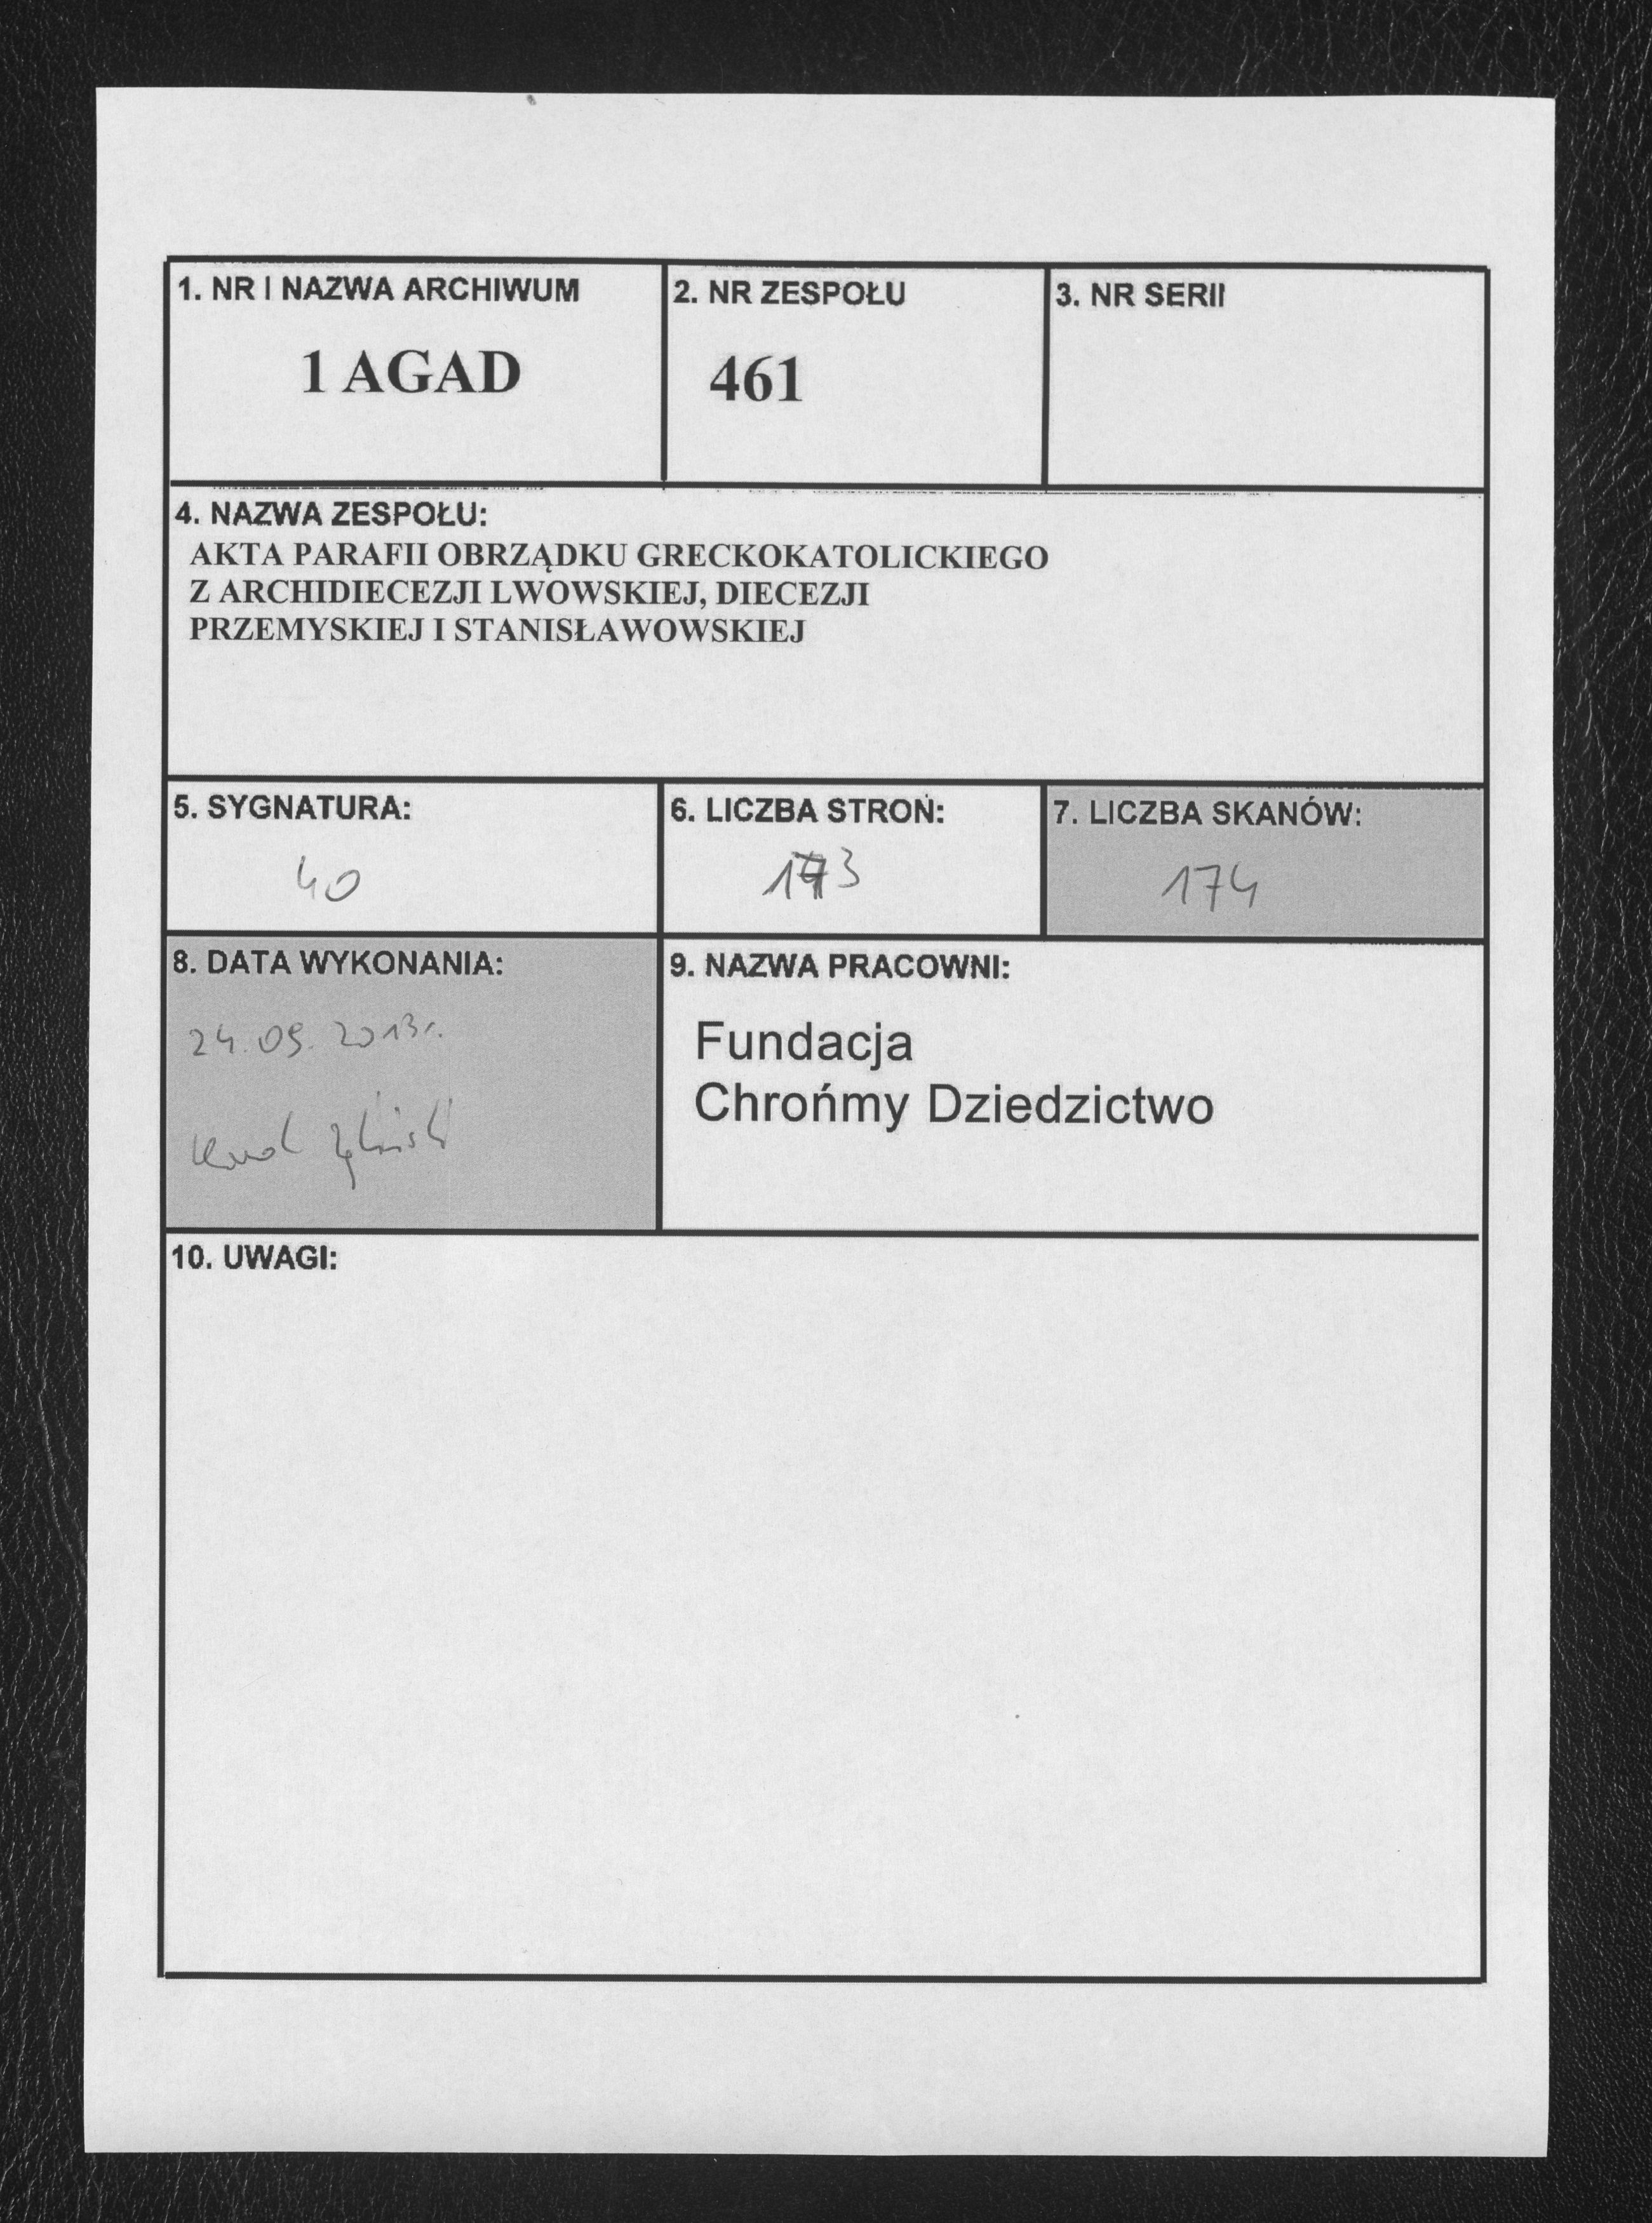 1. NR I NAZWA ARCHIWUM
1 AGAD
2. NR ZESPOŁU
461
3. NR SERII
4. NAZWA ZESPOŁU:
AKTA PARAFII OBRZĄDKU GRECKOKATOLICKIEGO
Z ARCHIDIECEZJI LWOWSKIEJ, DIECEZJI
PRZEMYSKIEJ I STANISŁAWOWSKIEJ
5. SYGNATURA:
40
6. LICZBA STRON:
173
7. LICZBA SKANÓW:
174
8. DATA WYKONANIA:
24.09.2013r.
9. NAZWA PRACOWNI:
Fundacja
Chrońmy Dziedzictwo
10. UWAGI: